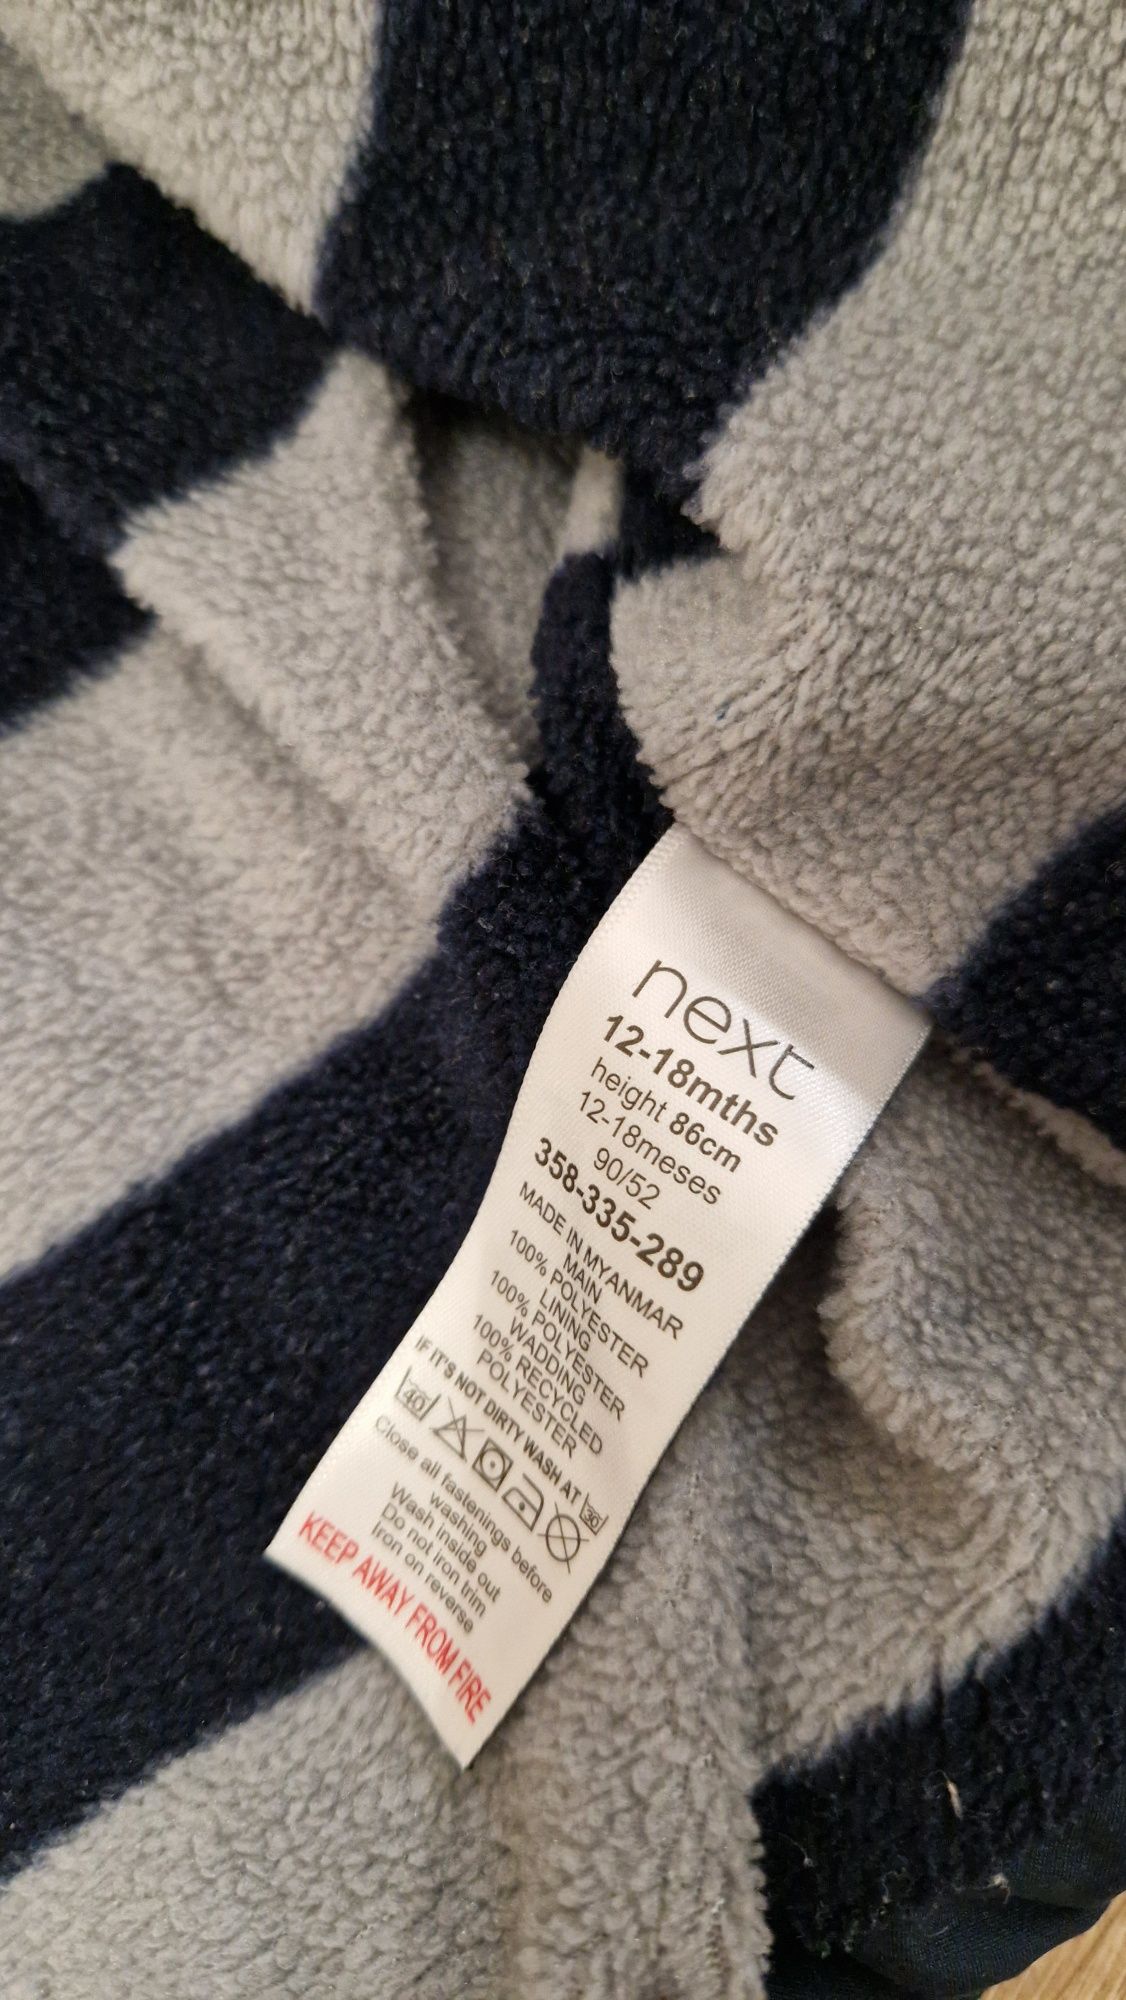 next
12-18mths
height 86cm
12-18meses
90/52
358-335-289
MADE IN MYANMAR
MAIN
100% POLYESTER
LINING
100% POLYESTER
WADDING
100% RECYCLED
POLYESTER
IF IT'S NOT DIRTY WASH AT 30
40
Close all fastenings before
washing
Wash inside out
Do not iron trim
Iron on reverse
KEEP AWAY FROM FIRE